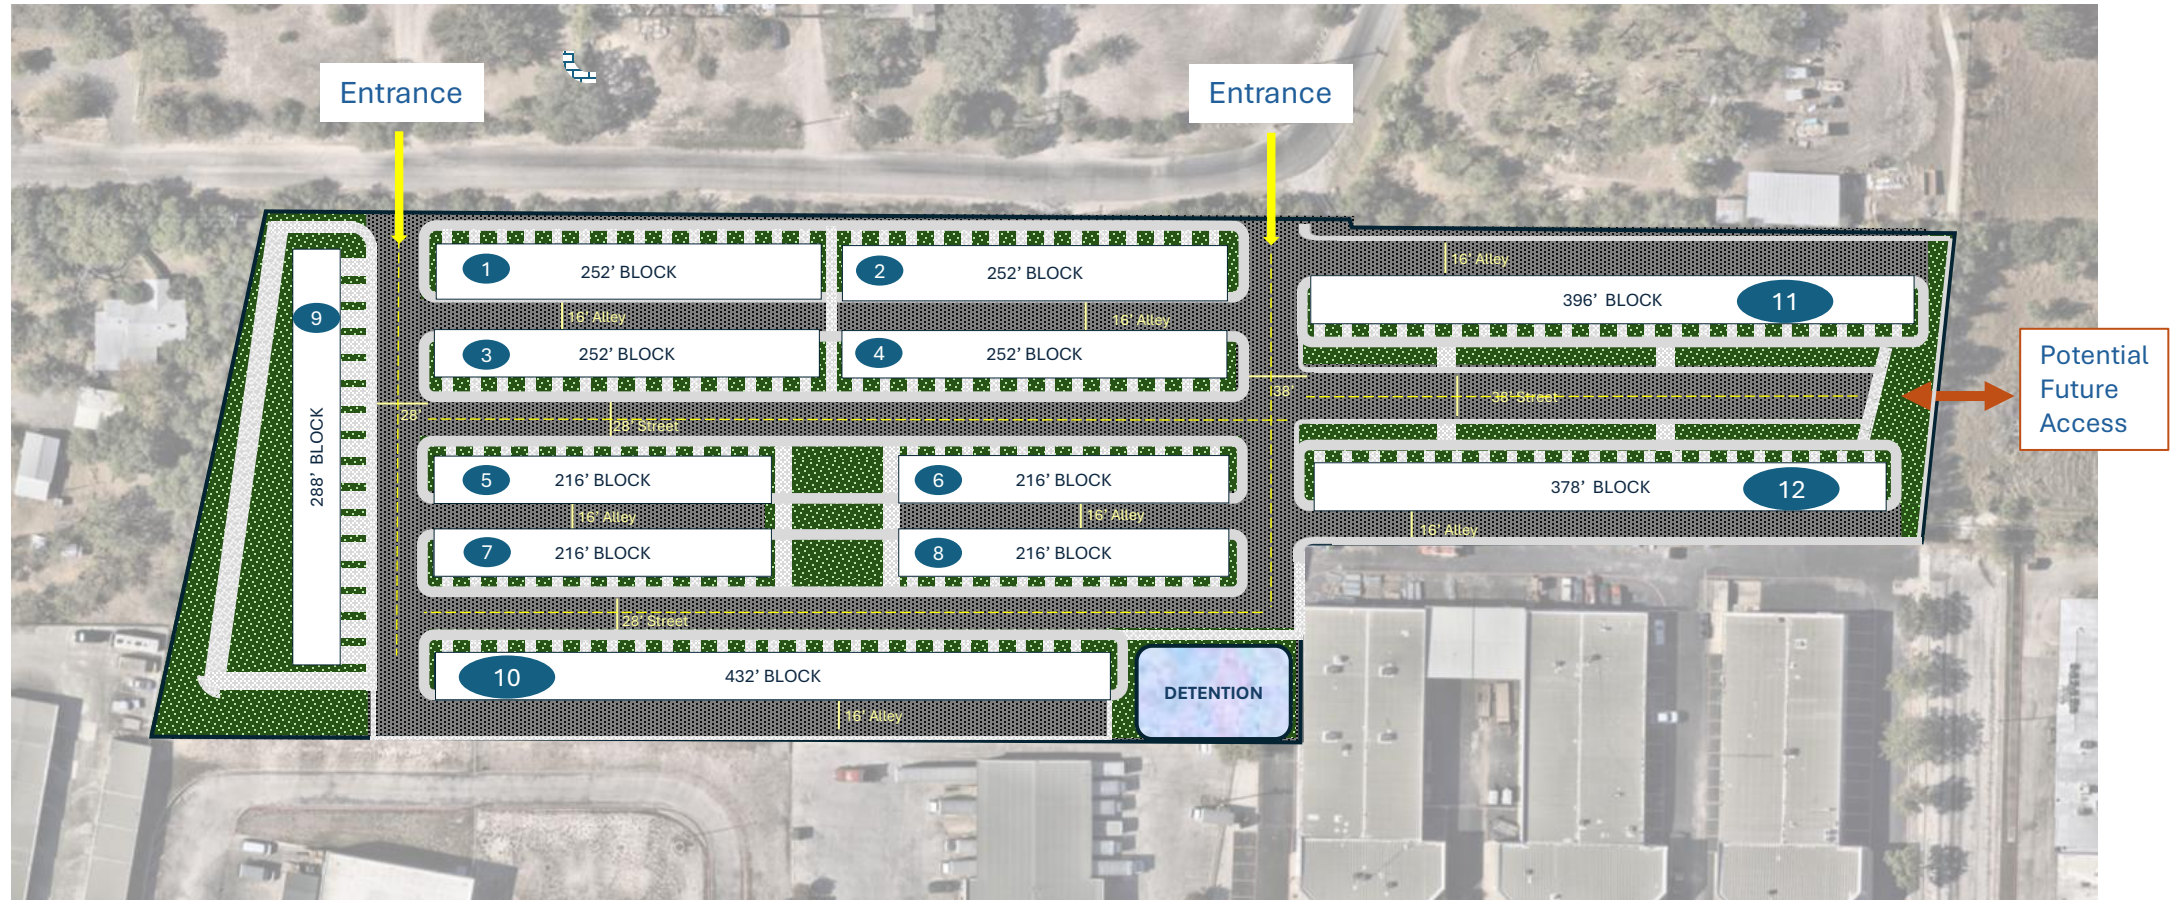 Entrance
Entrance
1
252’ BLOCK
2
252’ BLOCK
16’ Alley
11
396’ BLOCK
9
288’ BLOCK
16’ Alley
16’ Alley
3
252’ BLOCK
4
252’ BLOCK
38’
38’ Street
28’
28’ Street
Potential
Future
Access
5
216’ BLOCK
6
216’ BLOCK
12
378’ BLOCK
16’ Alley
16’ Alley
16’ Alley
7
216’ BLOCK
8
216’ BLOCK
28’ Street
10
432’ BLOCK
DETENTION
16’ Alley